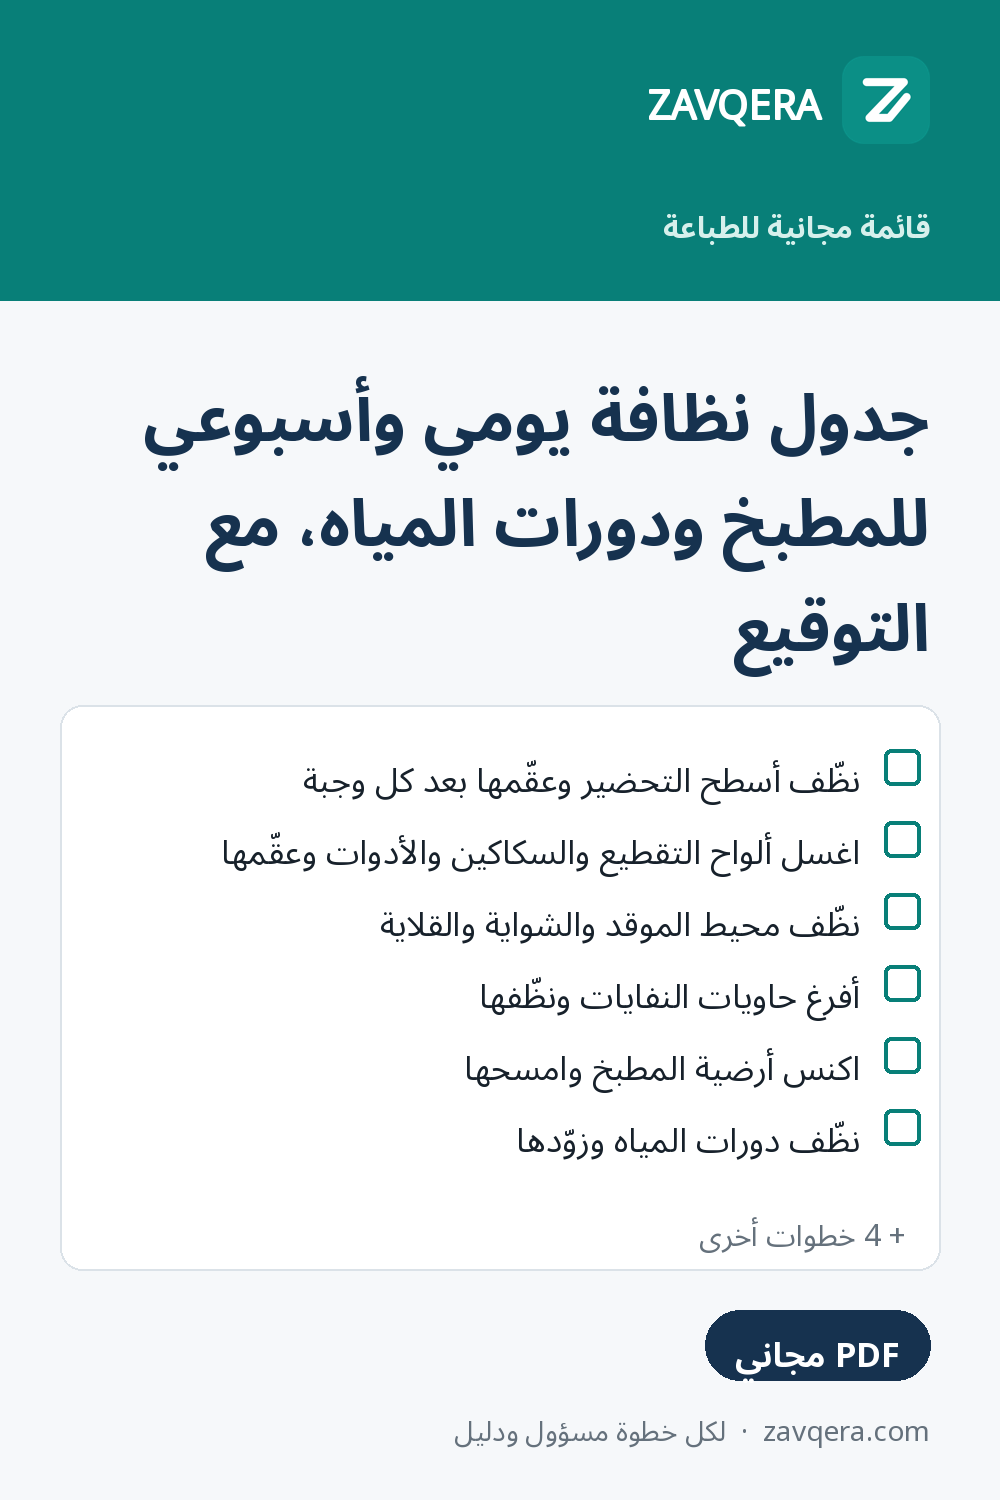 ZAVQERA
قائمة مجانية للطباعة
جدول نظافة يومي وأسبوعي
للمطبخ ودورات المياه، مع
التوقيع
نظّف أسطح التحضير وعقّمها بعد كل وجبة
اغسل ألواح التقطيع والسكاكين والأدوات وعقّمها
نظّف محيط الموقد والشواية والقلاية
أفرغ حاويات النفايات ونظّفها
اكنس أرضية المطبخ وامسحها
نظّف دورات المياه وزوّدها
+ 4 خطوات أخرى
PDF مجاني
zavqera.com · لكل خطوة مسؤول ودليل